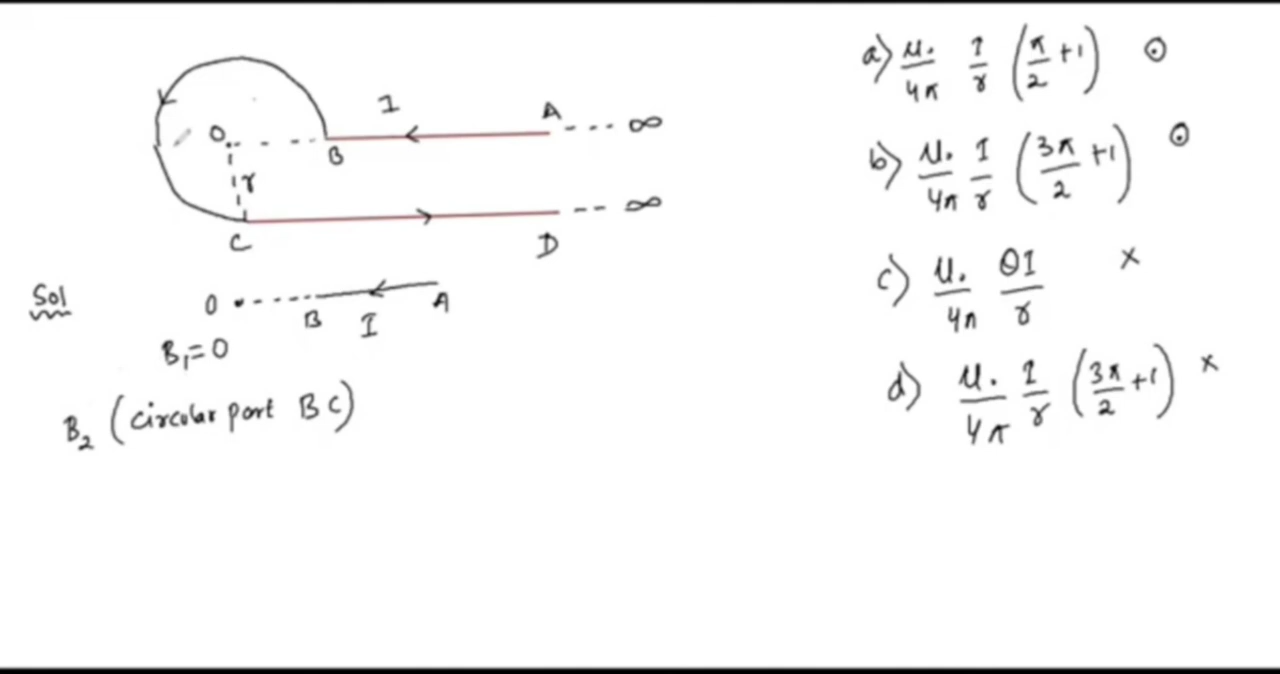 I A ---- ∞
O B
r
--- ∞
C D
Sol
O B I A
B₁=0
B₂ (circular part BC)
a) μ₀/4π I/r (π/2 +1) ⊙
b) μ₀/4π I/r (3π/2 +1) ⊙
c) μ₀/4π θI/r ×
d) μ₀/4π I/r (3π/2 +1) ×